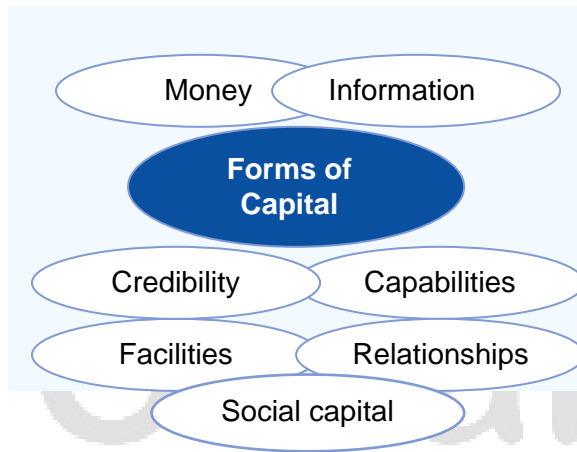 Money
Information
Forms of
Capital
Credibility
Capabilities
Facilities
Relationships
Social capital